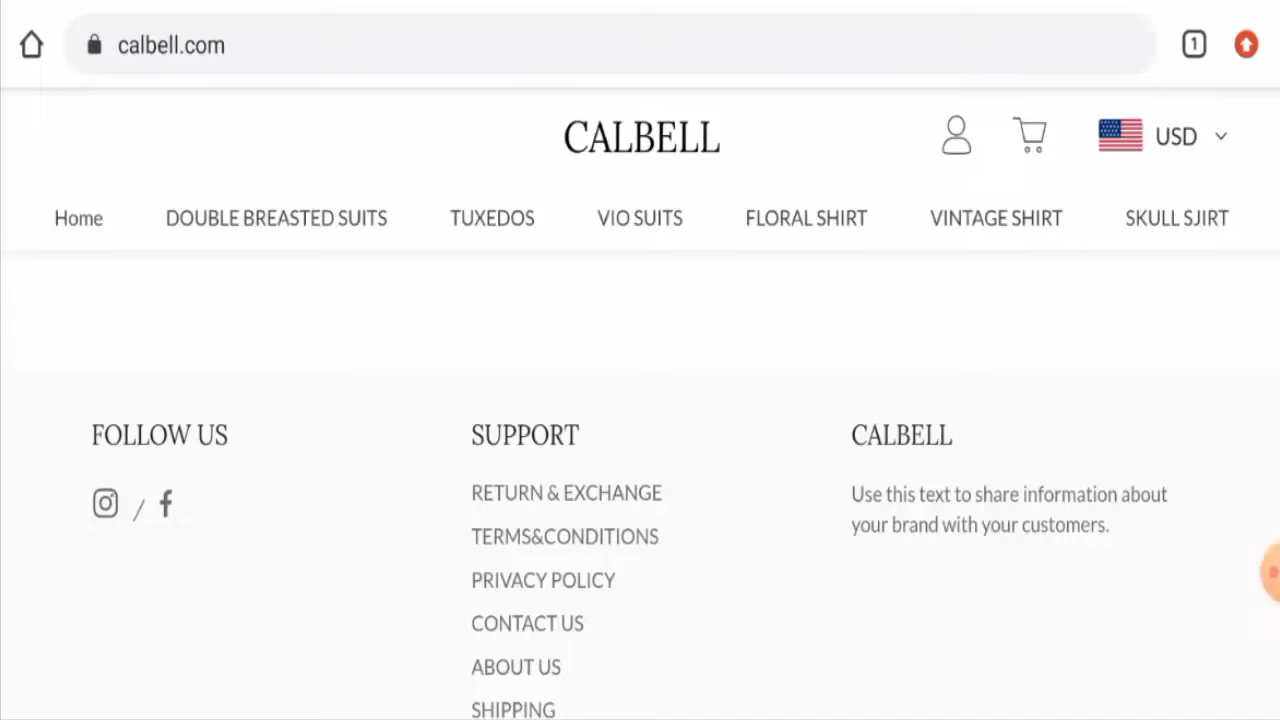 calbell.com
1
CALBELL
USD
Home DOUBLE BREASTED SUITS TUXEDOS VIO SUITS FLORAL SHIRT VINTAGE SHIRT SKULL SJIRT
FOLLOW US
/
SUPPORT
RETURN & EXCHANGE
TERMS&CONDITIONS
PRIVACY POLICY
CONTACT US
ABOUT US
SHIPPING
CALBELL
Use this text to share information about
your brand with your customers.